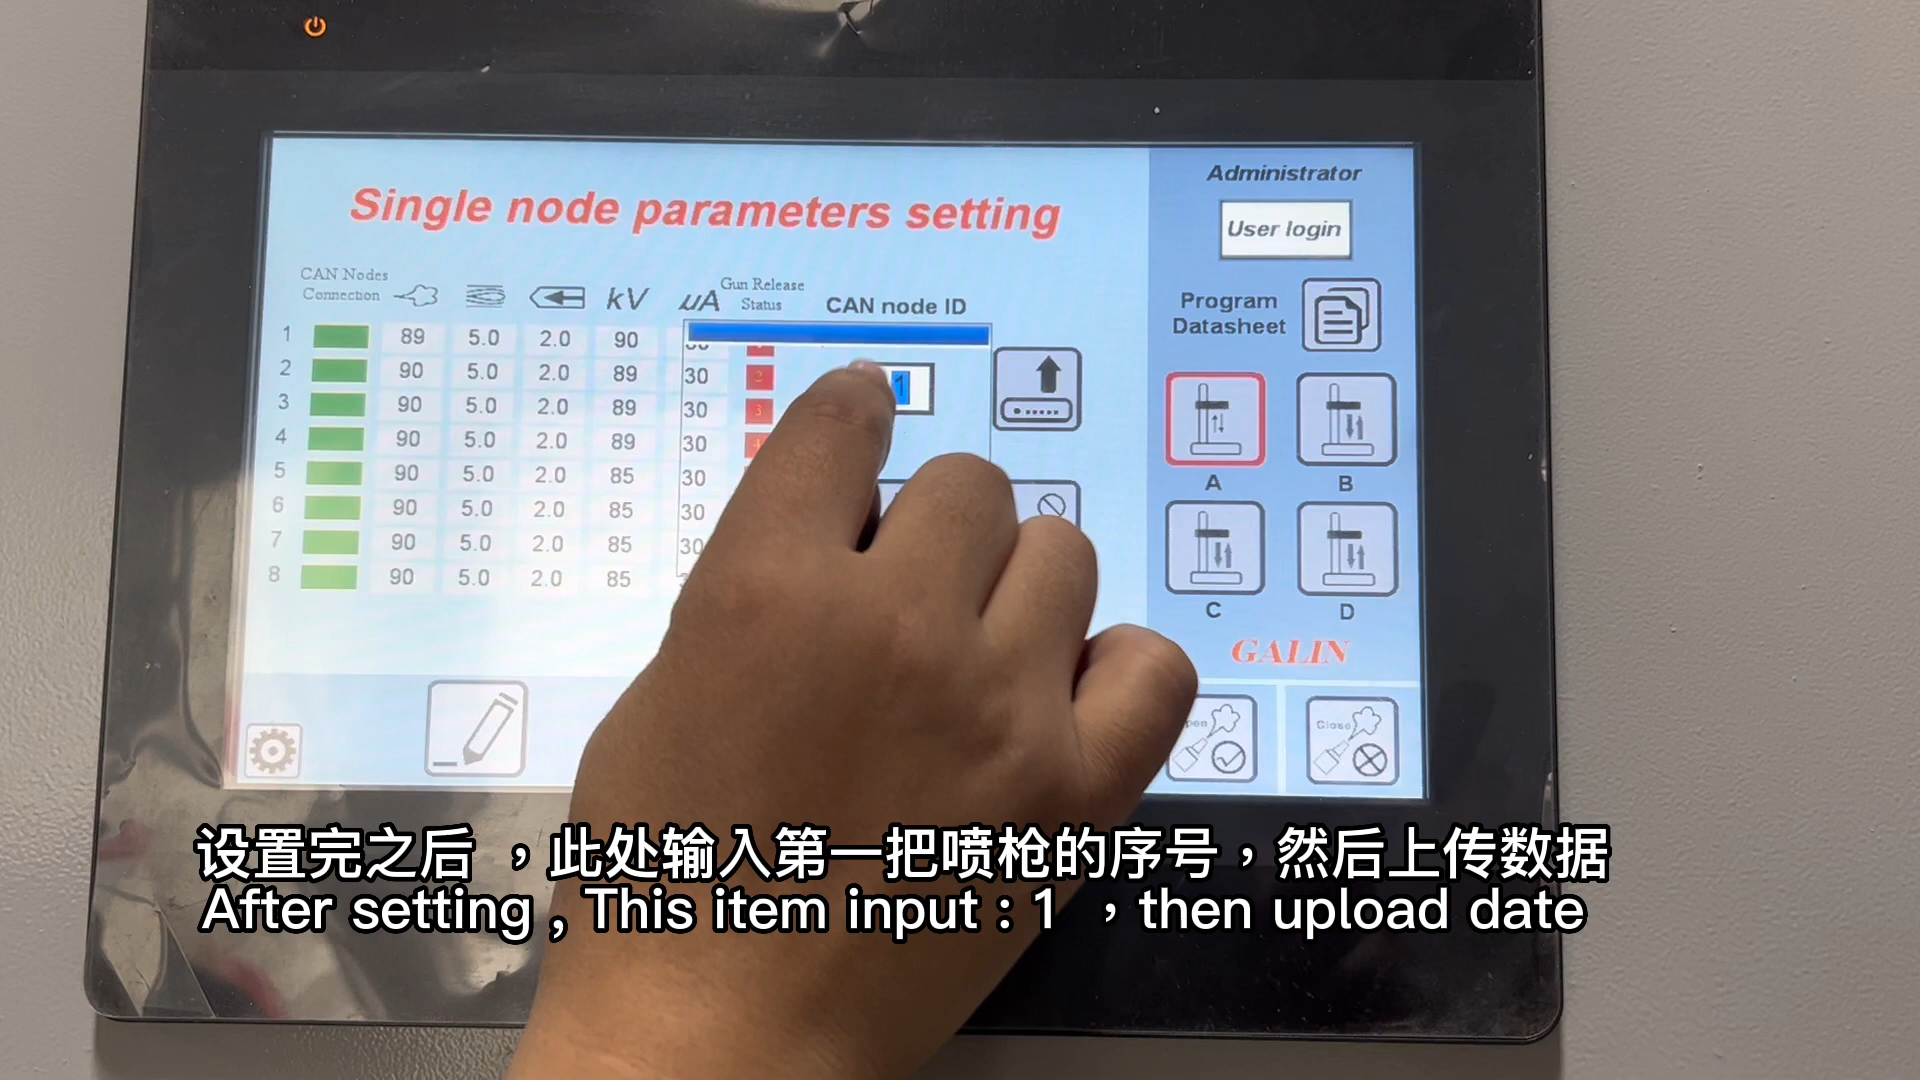 Administrator
Single node parameters setting
User login
CAN Nodes
Connection
kV
µA
Gun Release
Status
CAN node ID
Program
Datasheet
1 89 5.0 2.0 90
2 90 5.0 2.0 89 30 2
3 90 5.0 2.0 89 30 3
4 90 5.0 2.0 89 30 4
5 90 5.0 2.0 85 30
6 90 5.0 2.0 85 30
7 90 5.0 2.0 85 30
8 90 5.0 2.0 85
1
A
B
C
D
GALIN
Close
设置完之后 ，此处输入第一把喷枪的序号，然后上传数据
After setting , This item input : 1 ，then upload date